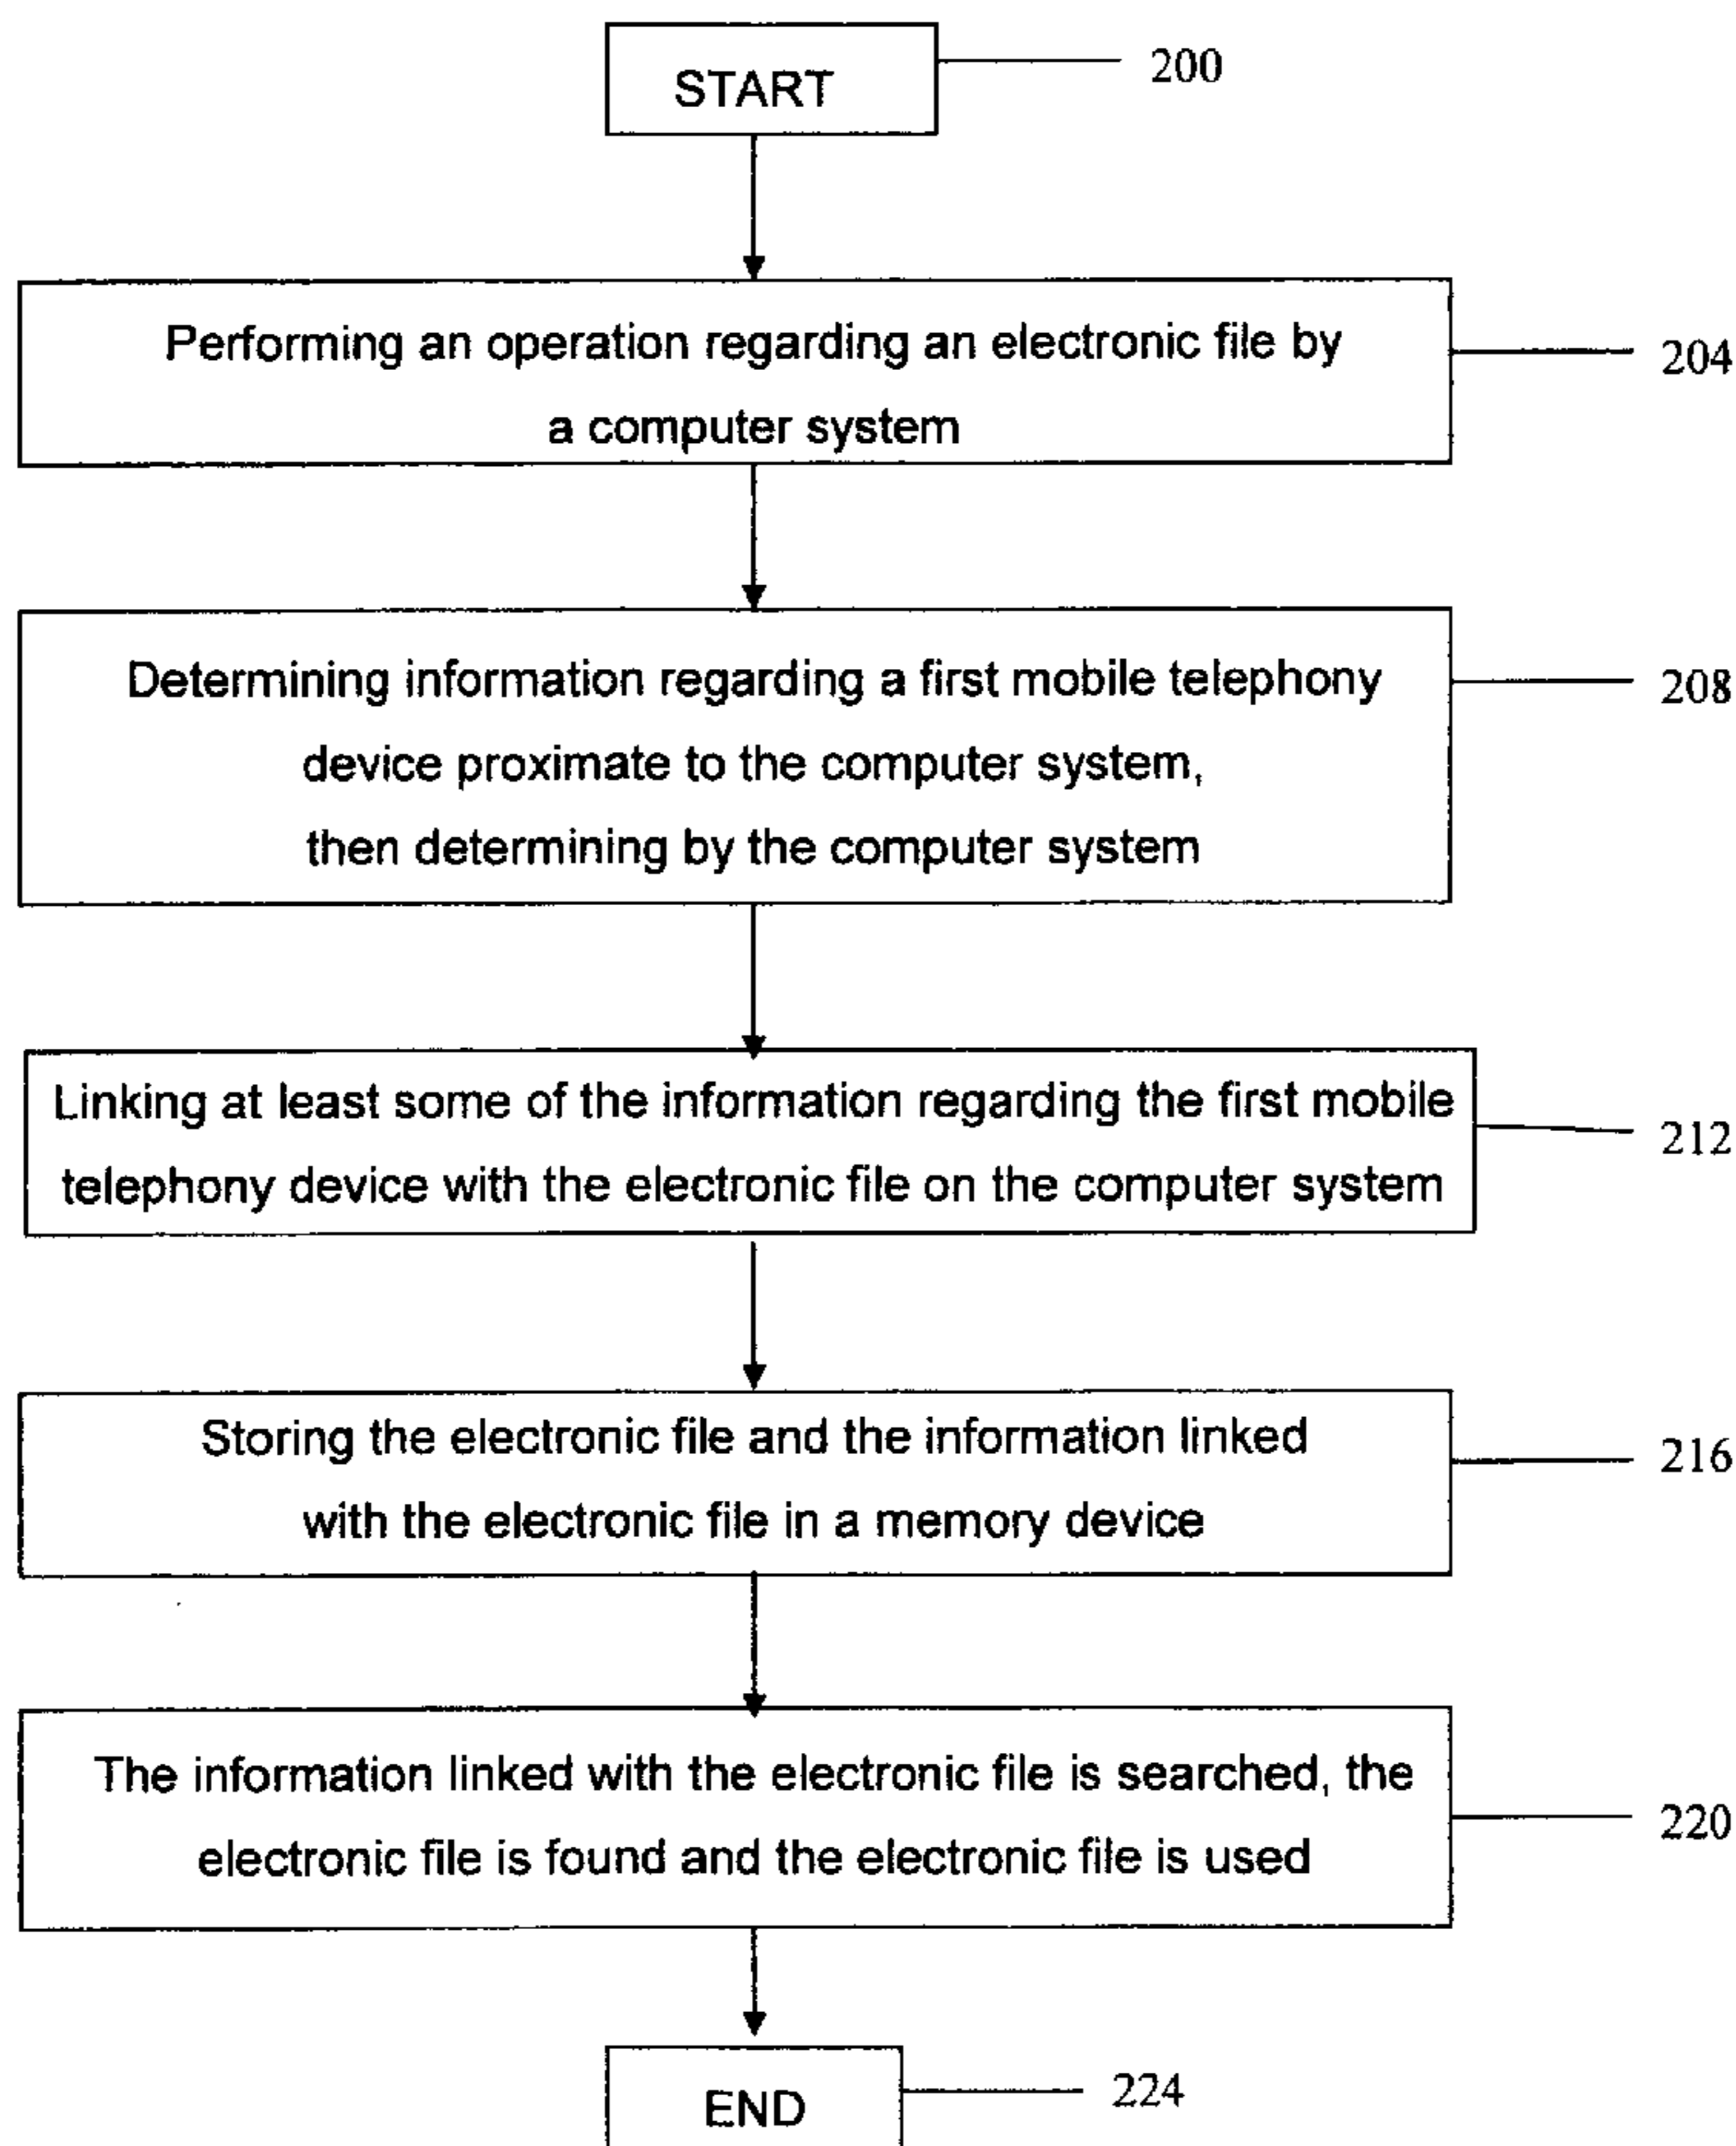 START
200
Performing an operation regarding an electronic file by
a computer system
204
Determining information regarding a first mobile telephony
device proximate to the computer system,
then determining by the computer system
208
Linking at least some of the information regarding the first mobile
telephony device with the electronic file on the computer system
212
Storing the electronic file and the information linked
with the electronic file in a memory device
216
The information linked with the electronic file is searched, the
electronic file is found and the electronic file is used
220
END
224